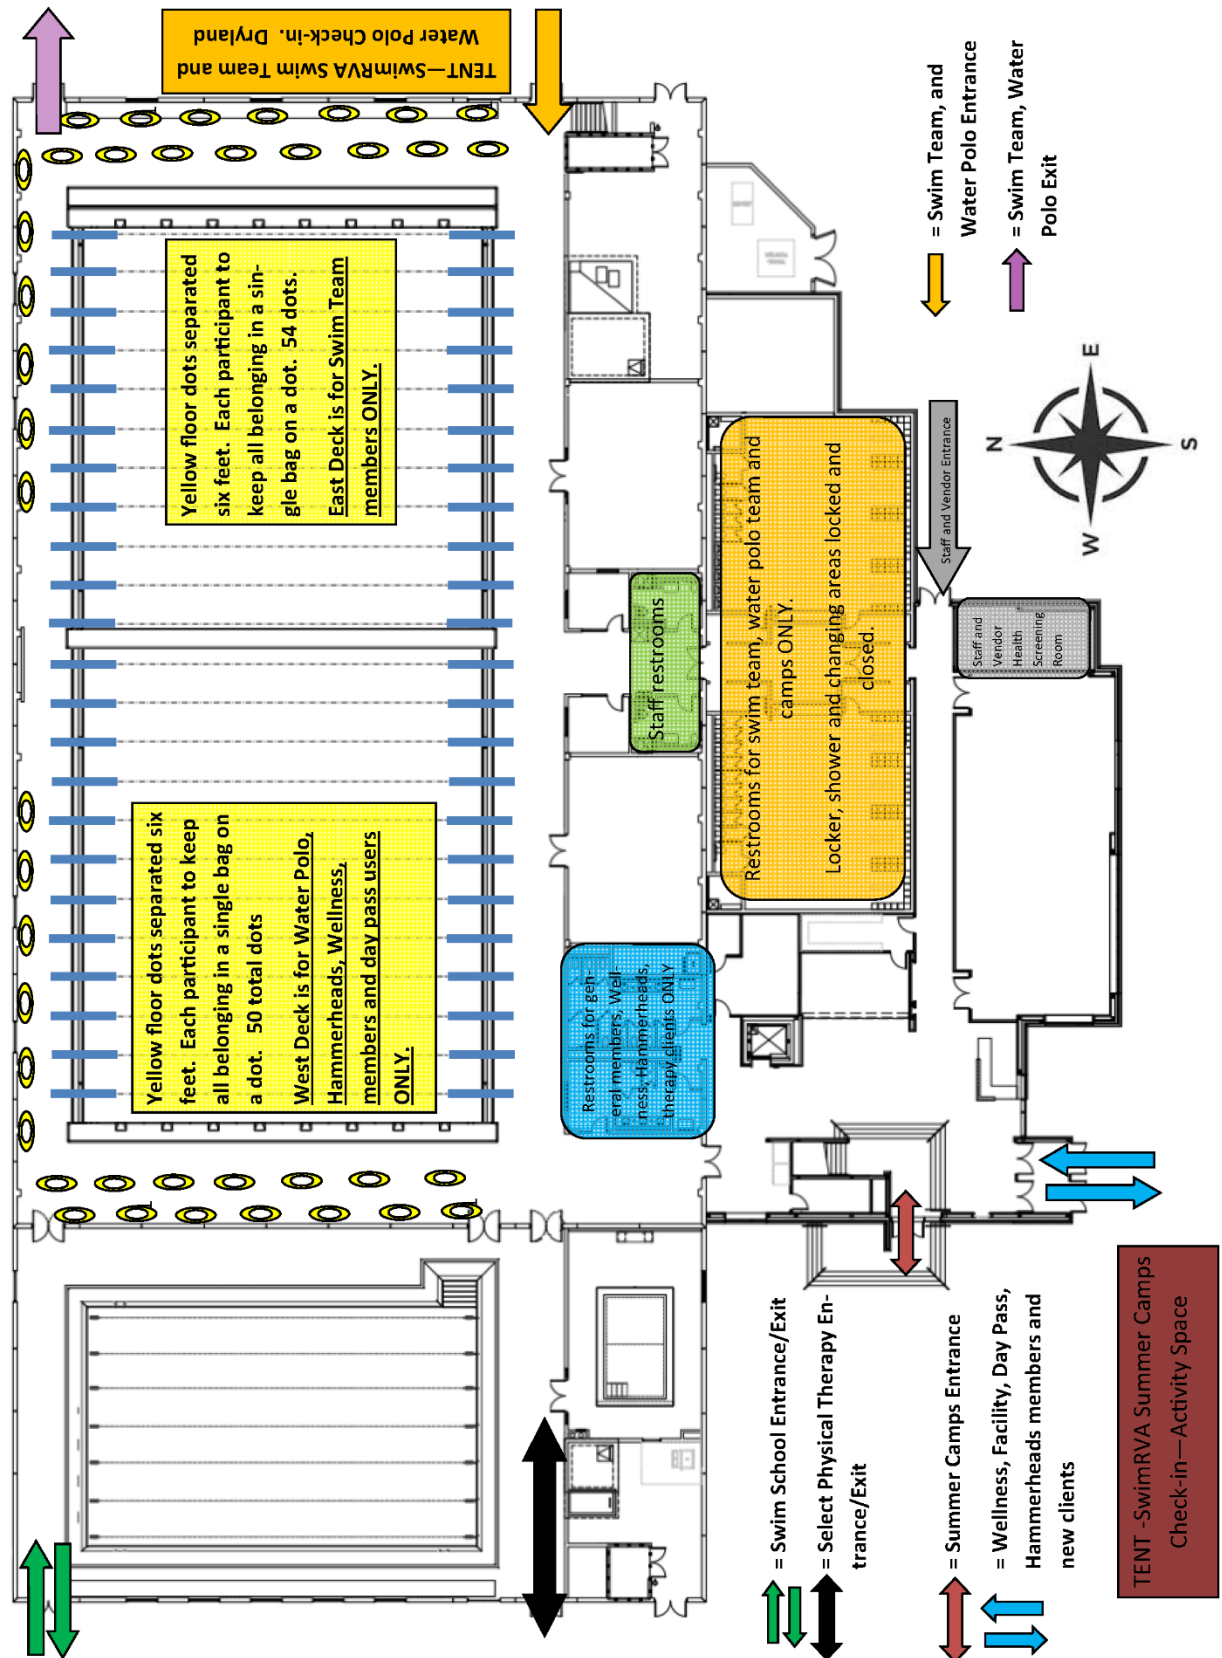 TENT—SwimRVA Swim Team and
Water Polo Check-in.  Dryland
Yellow floor dots separated six
feet.  Each participant to keep
all belonging in a single bag on
a dot.  50 total dots
West Deck is for Water Polo,
Hammerheads, Wellness,
members and day pass users
ONLY.
Yellow floor dots separated
six feet.  Each participant to
keep all belonging in a sin-
gle bag on a dot.  54 dots.
East Deck is for Swim Team
members ONLY.
Restrooms for gen-
eral members, Well-
ness, Hammerheads,
therapy clients ONLY
Staff restrooms
Restrooms for swim team, water polo team and
camps ONLY.
Locker, shower and changing areas locked and
closed.
Staff and Vendor Entrance
Staff and
Vendor
Health
Screening
Room
N
E
S
W
= Swim Team, and
Water Polo Entrance
= Swim Team, Water
Polo Exit
= Swim School Entrance/Exit
= Select Physical Therapy En-
trance/Exit
= Summer Camps Entrance
= Wellness, Facility, Day Pass,
Hammerheads members and
new clients
TENT -SwimRVA Summer Camps
Check-in—Activity Space